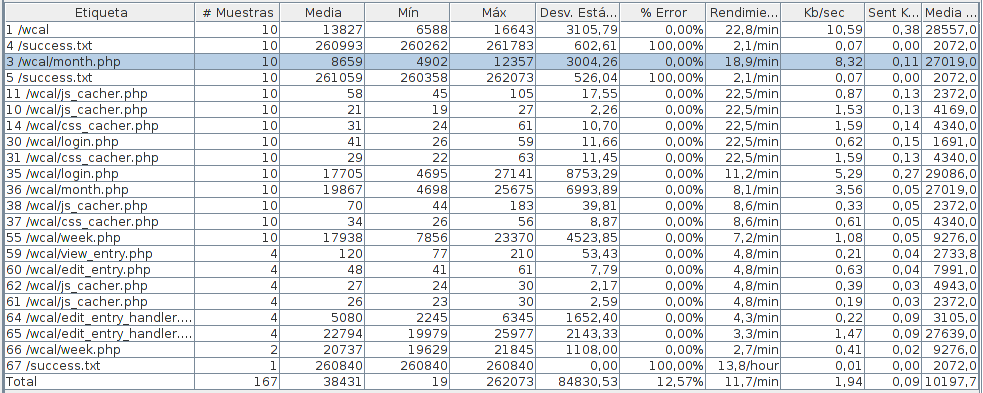 Etiqueta # Muestras Media Mín Máx Desv. Está... % Error Rendimie... Kb/sec Sent K... Media ...
1 /wcal 10 13827 6588 16643 3105,79 0,00% 22,8/min 10,59 0,38 28557,0
4 /success.txt 10 260993 260262 261783 602,61 100,00% 2,1/min 0,07 0,00 2072,0
3 /wcal/month.php 10 8659 4902 12357 3004,26 0,00% 18,9/min 8,32 0,11 27019,0
5 /success.txt 10 261059 260358 262073 526,04 100,00% 2,1/min 0,07 0,00 2072,0
11 /wcal/js_cacher.php 10 58 45 105 17,55 0,00% 22,5/min 0,87 0,13 2372,0
10 /wcal/js_cacher.php 10 21 19 27 2,26 0,00% 22,5/min 1,53 0,13 4169,0
14 /wcal/css_cacher.php 10 31 24 61 10,70 0,00% 22,5/min 1,59 0,14 4340,0
30 /wcal/login.php 10 41 26 59 11,66 0,00% 22,5/min 0,62 0,15 1691,0
31 /wcal/css_cacher.php 10 29 22 63 11,45 0,00% 22,5/min 1,59 0,13 4340,0
35 /wcal/login.php 10 17705 4695 27141 8753,29 0,00% 11,2/min 5,29 0,27 29086,0
36 /wcal/month.php 10 19867 4698 25675 6993,89 0,00% 8,1/min 3,56 0,05 27019,0
38 /wcal/js_cacher.php 10 70 44 183 39,81 0,00% 8,6/min 0,33 0,05 2372,0
37 /wcal/css_cacher.php 10 34 26 56 8,87 0,00% 8,6/min 0,61 0,05 4340,0
55 /wcal/week.php 10 17938 7856 23370 4523,85 0,00% 7,2/min 1,08 0,05 9276,0
59 /wcal/view_entry.php 4 120 77 210 53,43 0,00% 4,8/min 0,21 0,04 2733,8
60 /wcal/edit_entry.php 4 48 41 61 7,79 0,00% 4,8/min 0,63 0,04 7991,0
62 /wcal/js_cacher.php 4 27 24 30 2,17 0,00% 4,8/min 0,39 0,03 4943,0
61 /wcal/js_cacher.php 4 26 23 30 2,59 0,00% 4,8/min 0,19 0,03 2372,0
64 /wcal/edit_entry_handler.... 4 5080 2245 6345 1652,40 0,00% 4,3/min 0,22 0,09 3105,0
65 /wcal/edit_entry_handler.... 4 22794 19979 25977 2143,33 0,00% 3,3/min 1,47 0,09 27639,0
66 /wcal/week.php 2 20737 19629 21845 1108,00 0,00% 2,7/min 0,41 0,02 9276,0
67 /success.txt 1 260840 260840 260840 0,00 100,00% 13,8/hour 0,01 0,00 2072,0
Total 167 38431 19 262073 84830,53 12,57% 11,7/min 1,94 0,09 10197,7